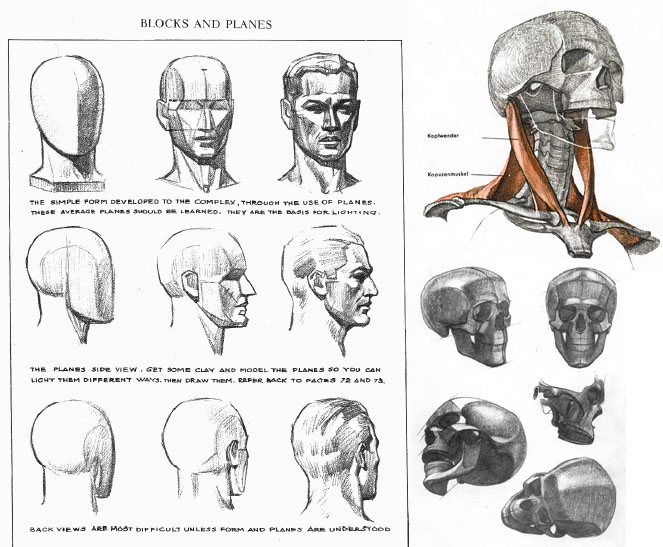 BLOCKS AND PLANES
THE SIMPLE FORM DEVELOPED TO THE COMPLEX, THROUGH THE USE OF PLANES.
THESE AVERAGE PLANES SHOULD BE LEARNED. THEY ARE THE BASIS FOR LIGHTING.
THE PLANES SIDE VIEW. GET SOME CLAY AND MODEL THE PLANES SO YOU CAN
LIGHT THEM DIFFERENT WAYS. THEN DRAW THEM. REFER BACK TO PAGES 72 AND 73.
BACK VIEWS ARE MOST DIFFICULT UNLESS FORM AND PLANES ARE UNDERSTOOD
Kopfwender
Kapuzenmuskel